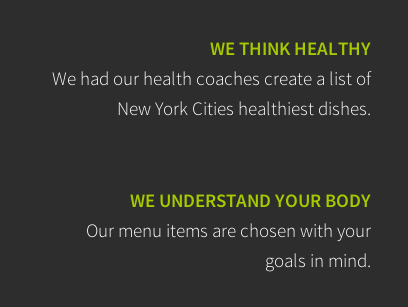 WE THINK HEALTHY
We had our health coaches create a list of
New York Cities healthiest dishes.
WE UNDERSTAND YOUR BODY
Our menu items are chosen with your
goals in mind.